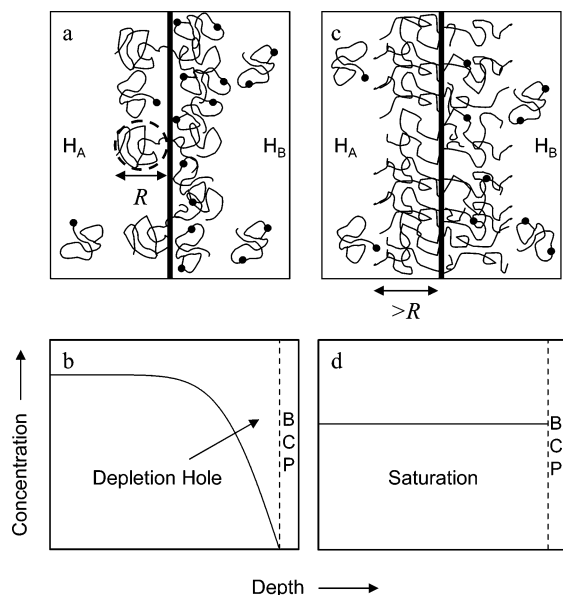 a
H_A
H_B
R
c
H_A
H_B
>R
b
Depletion Hole
B
C
P
d
Saturation
B
C
P
Concentration
Depth